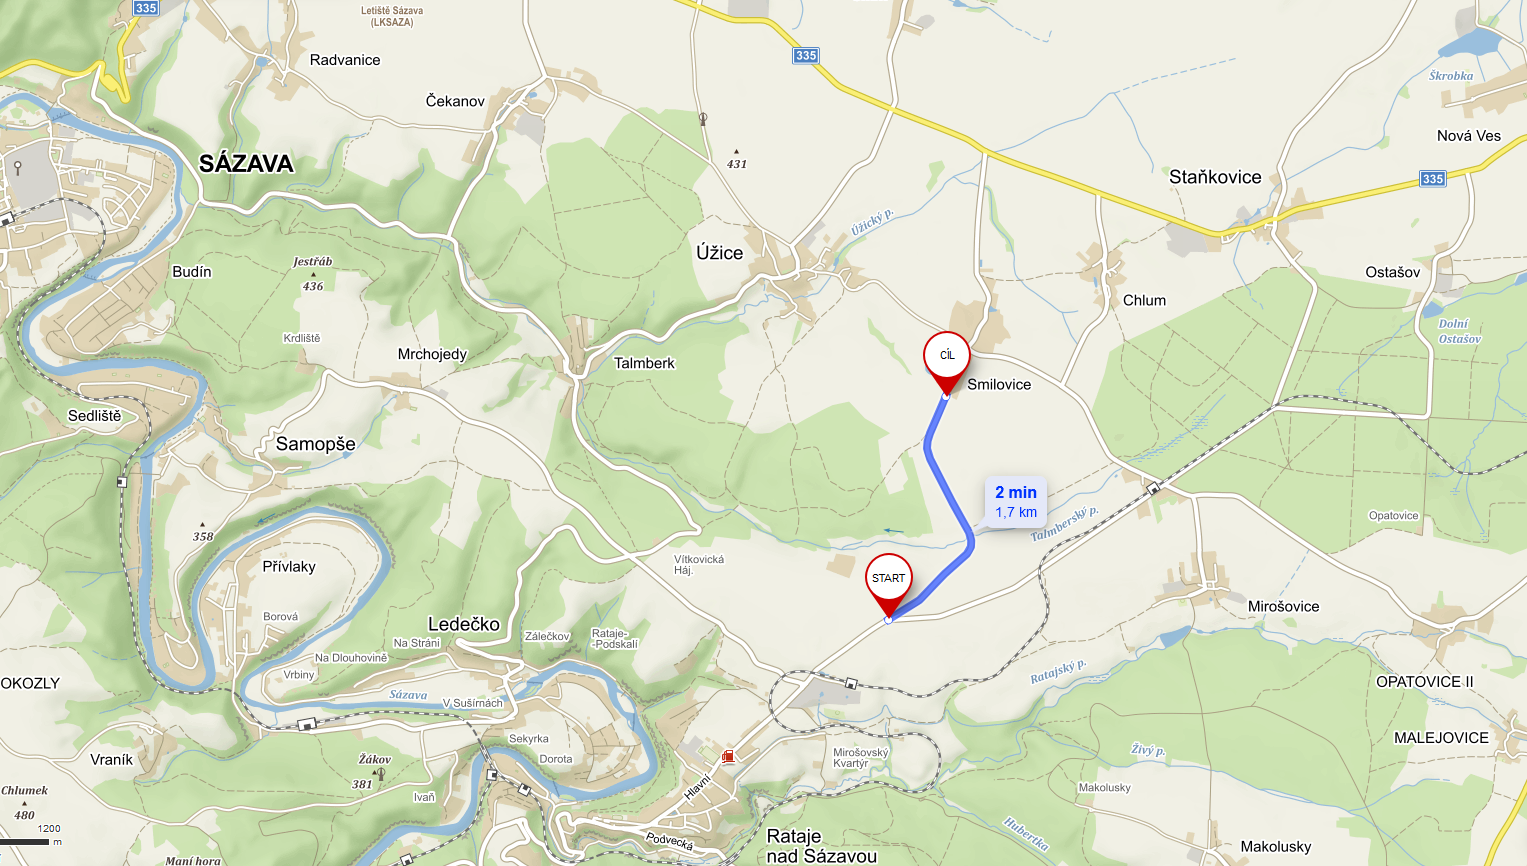 335
Letiště Sázava
(LKSAZA)
Radvanice
335
Škrobka
Čekanov
Nová Ves
431
SÁZAVA
Staňkovice
335
Úžický p.
Úžice
Jestřáb
436
Budín
Ostašov
Chlum
Dolní
Ostašov
Krdliště
Mrchojedy
Talmberk
CÍL
Smilovice
Sedliště
Samopše
2 min
1,7 km
Talmberský p.
Opatovice
358
Vítkovická
Háj.
Přívlaky
START
Mirošovice
Borová
Ledečko
Na Stráni
Zálečkov
Rataje-
-Podskalí
Na Dlouhovině
Vrbiny
Ratajský p.
OKOZLY
OPATOVICE II
Sázava
V Sušírnách
Sekyrka
Dorota
MALEJOVICE
Živý p.
Mirošovský
Kvartýr
Vraník
Žákov
381
Ivaň
Hlavní
Makolusky
Chlumek
480
1200
m
Podvecká
Hubertka
Rataje
nad Sázavou
Makolusky
Maní hora